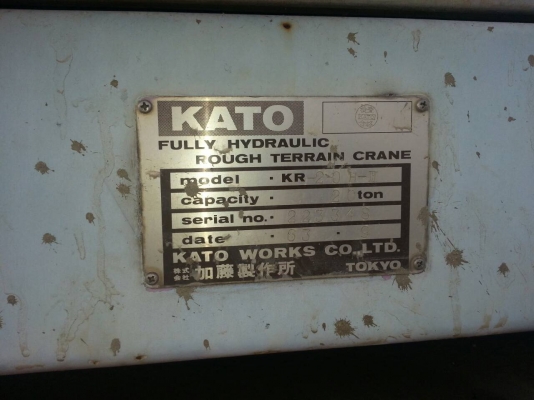 KATO
FULLY HYDRAULIC
ROUGH TERRAIN CRANE
model · KR
capacity · ton
serial no. ·
date ·
KATO WORKS CO., LTD.
株式会社 加藤製作所 TOKYO